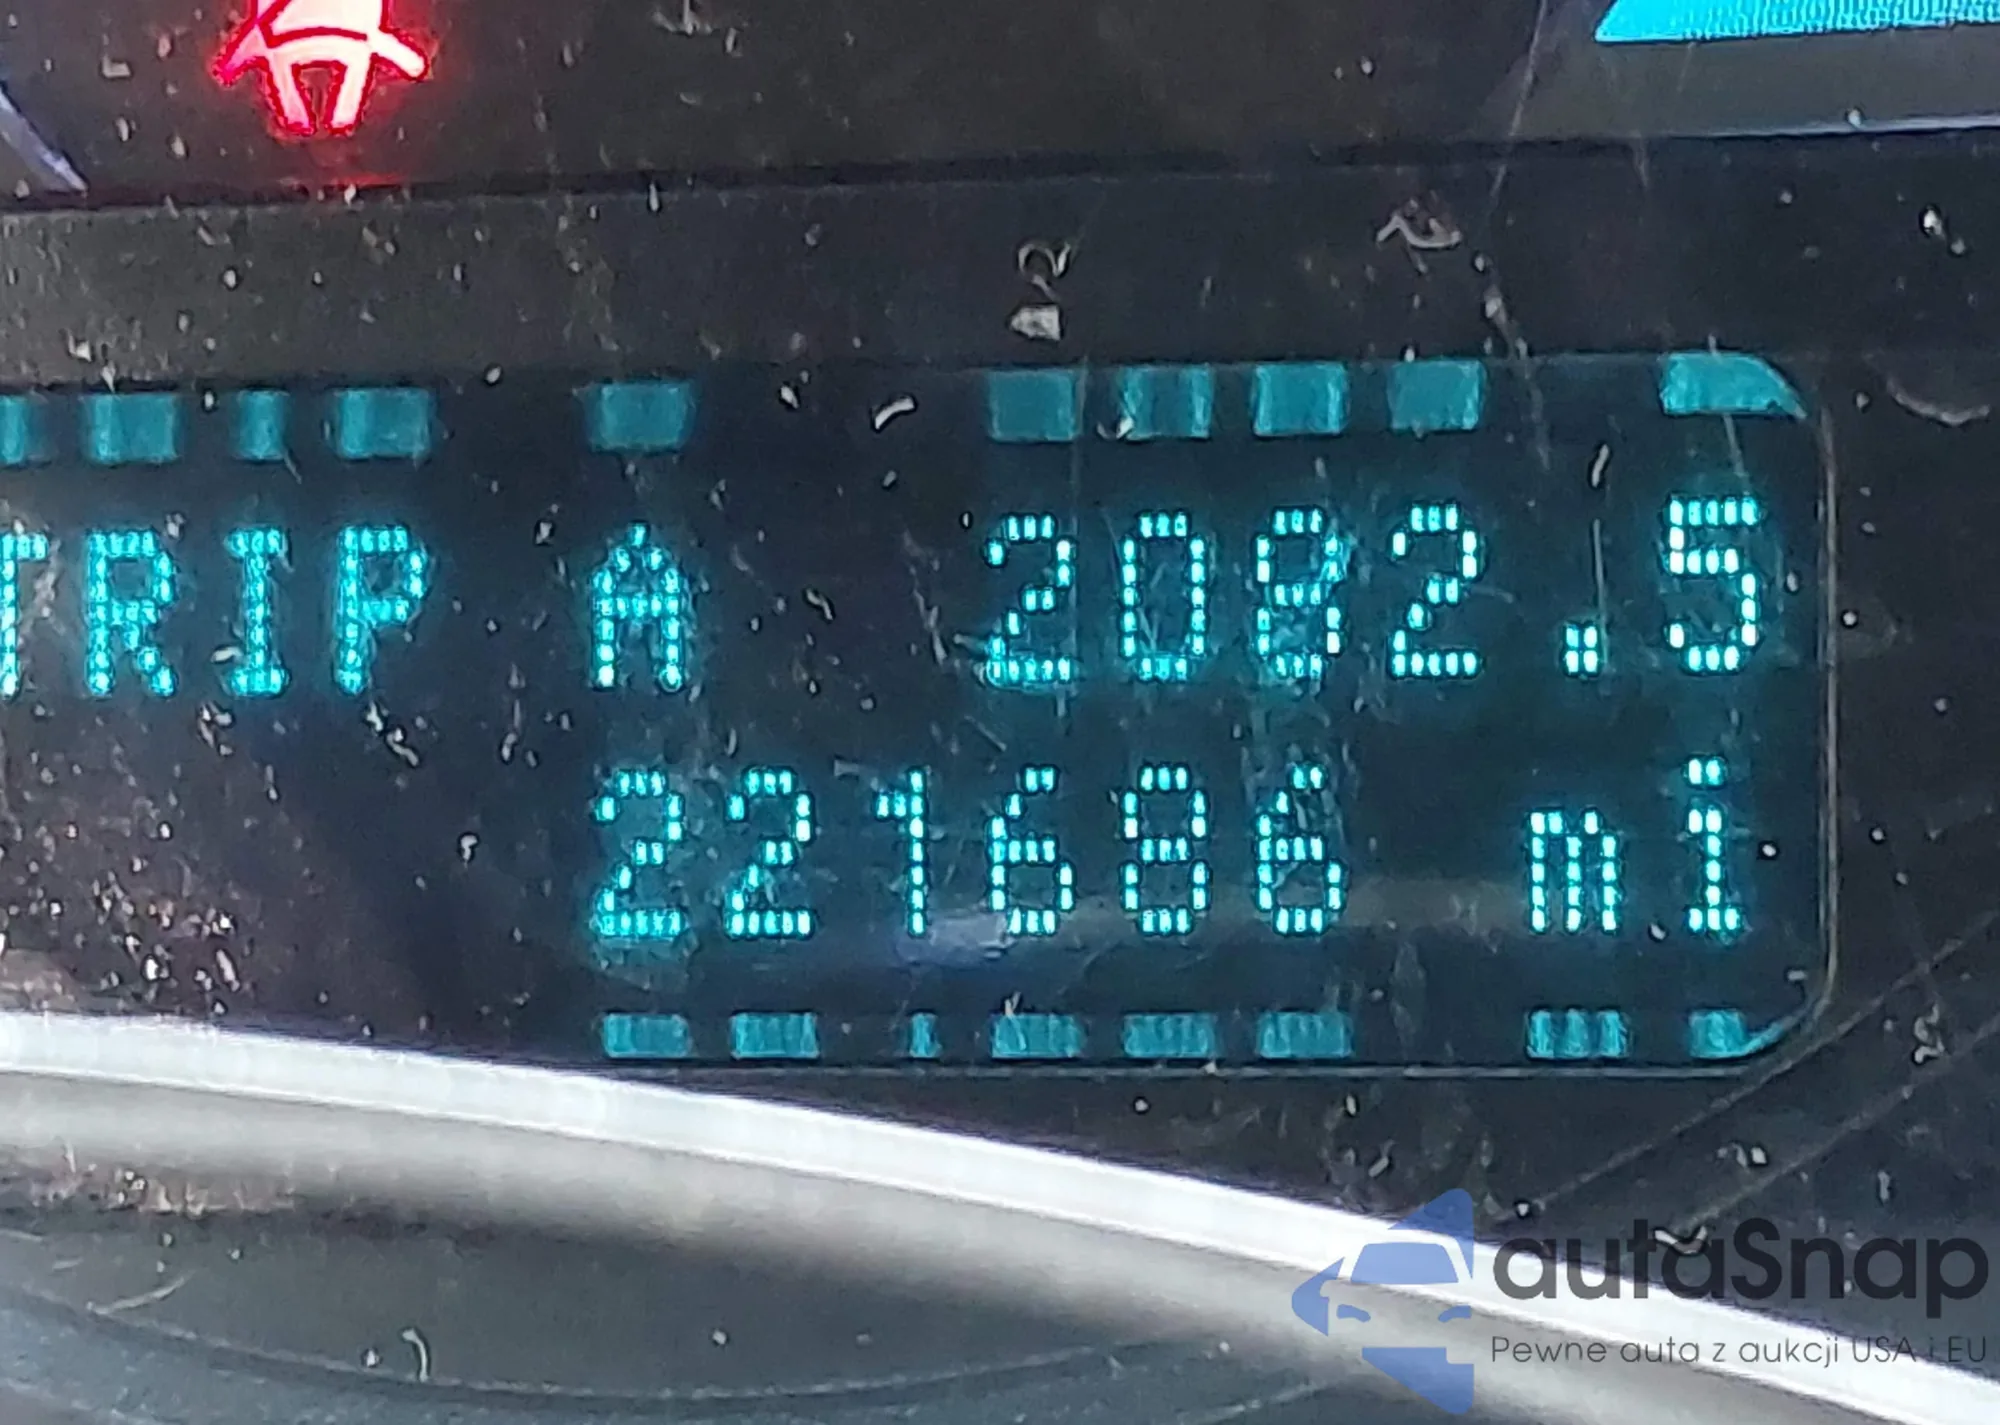 TRIP A 2082.5
221686 mi
autaSnap
Pewne auta z aukcji USA i EU